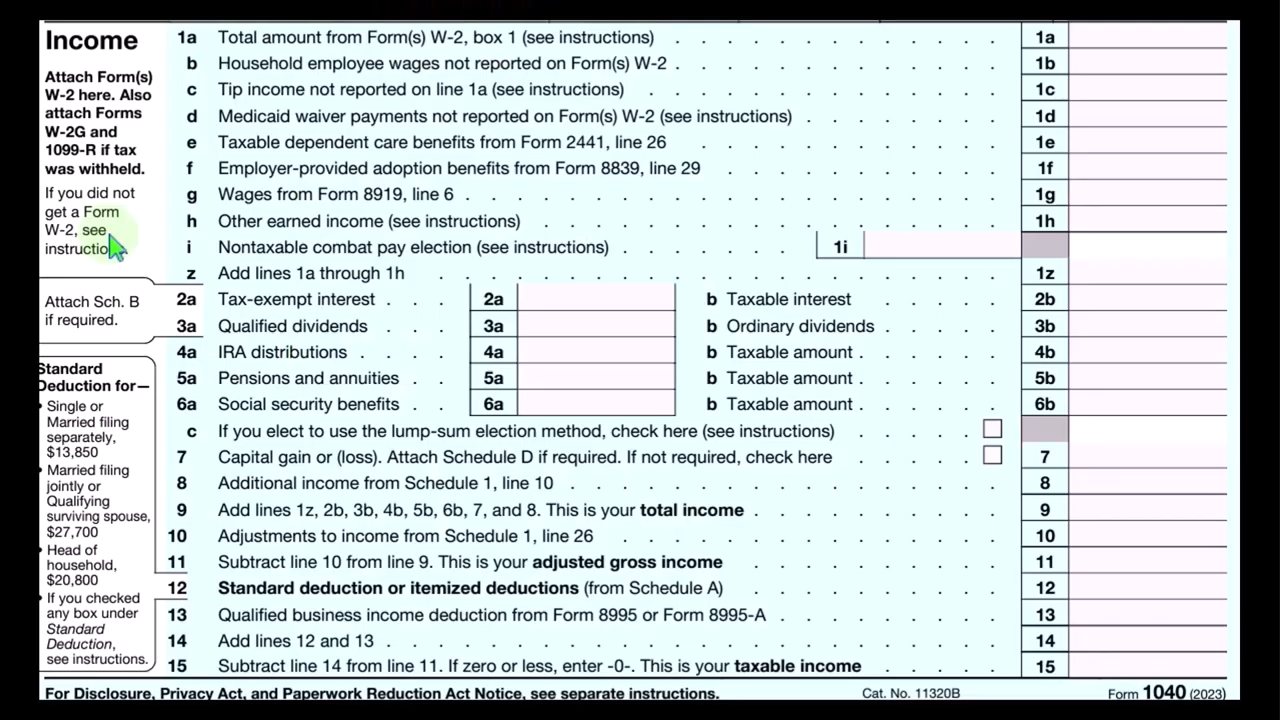 Income
Attach Form(s)
W-2 here. Also
attach Forms
W-2G and
1099-R if tax
was withheld.
If you did not
get a Form
W-2, see
1a Total amount from Form(s) W-2, box 1 (see instructions) 1a
b Household employee wages not reported on Form(s) W-2 1b
c Tip income not reported on line 1a (see instructions) 1c
d Medicaid waiver payments not reported on Form(s) W-2 (see instructions) 1d
e Taxable dependent care benefits from Form 2441, line 26 1e
f Employer-provided adoption benefits from Form 8839, line 29 1f
g Wages from Form 8919, line 6 1g
h Other earned income (see instructions) 1h
i Nontaxable combat pay election (see instructions) 1i
z Add lines 1a through 1h 1z
Attach Sch. B
if required.
2a Tax-exempt interest 2a b Taxable interest 2b
3a Qualified dividends 3a b Ordinary dividends 3b
4a IRA distributions 4a b Taxable amount 4b
5a Pensions and annuities 5a b Taxable amount 5b
6a Social security benefits 6a b Taxable amount 6b
c If you elect to use the lump-sum election method, check here (see instructions)
7 Capital gain or (loss). Attach Schedule D if required. If not required, check here 7
8 Additional income from Schedule 1, line 10 8
9 Add lines 1z, 2b, 3b, 4b, 5b, 6b, 7, and 8. This is your total income 9
10 Adjustments to income from Schedule 1, line 26 10
11 Subtract line 10 from line 9. This is your adjusted gross income 11
12 Standard deduction or itemized deductions (from Schedule A) 12
13 Qualified business income deduction from Form 8995 or Form 8995-A 13
14 Add lines 12 and 13 14
15 Subtract line 14 from line 11. If zero or less, enter -0-. This is your taxable income 15
Standard
Deduction for—
• Single or
Married filing
separately,
$13,850
• Married filing
jointly or
Qualifying
surviving spouse,
$27,700
• Head of
household,
$20,800
• If you checked
any box under
Standard
Deduction,
see instructions.
For Disclosure, Privacy Act, and Paperwork Reduction Act Notice, see separate instructions. Cat. No. 11320B Form 1040 (2023)